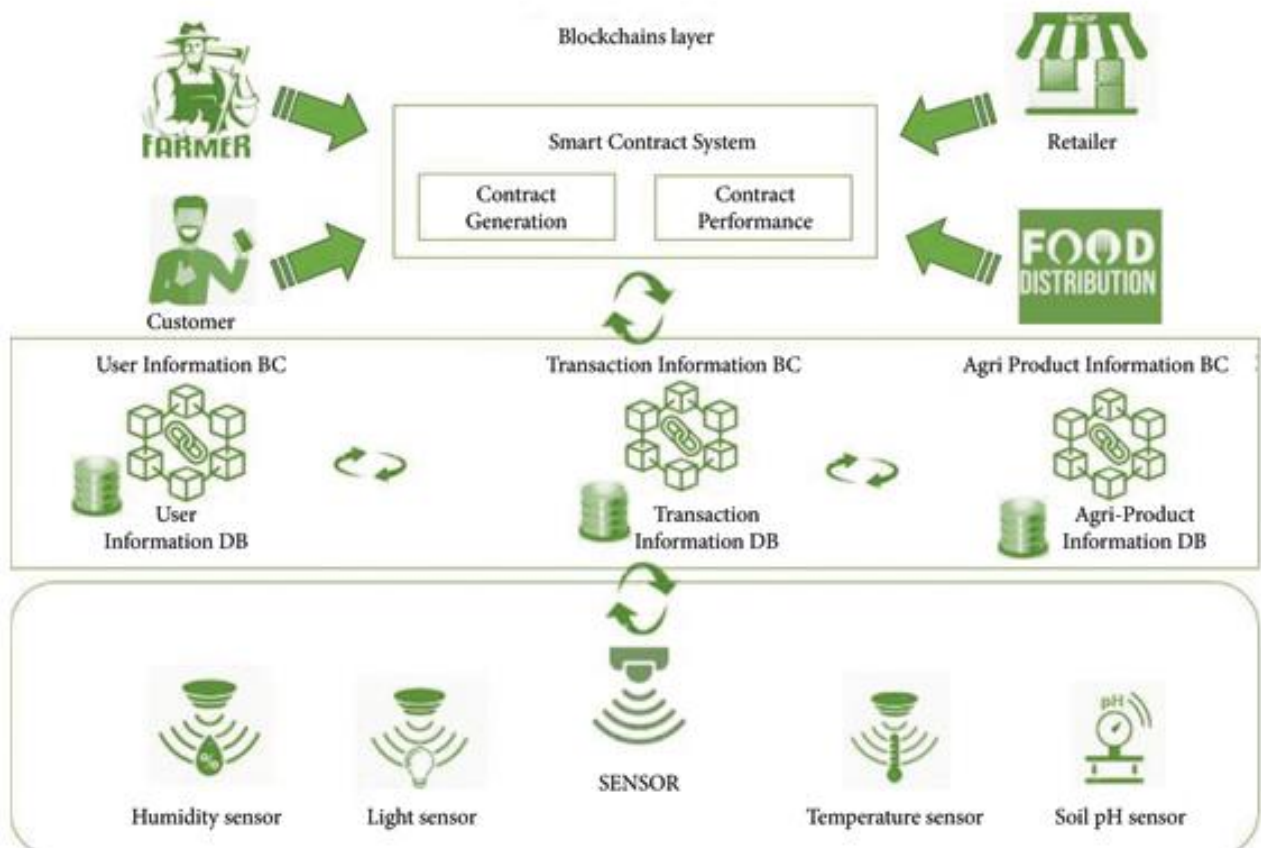 Blockchains layer
SHOP
FARMER
Smart Contract System
Retailer
Contract
Generation
Contract
Performance
FOOD
DISTRIBUTION
Customer
User Information BC
Transaction Information BC
Agri Product Information BC
User
Information DB
Transaction
Information DB
Agri-Product
Information DB
pH
%
SENSOR
Humidity sensor
Light sensor
Temperature sensor
Soil pH sensor